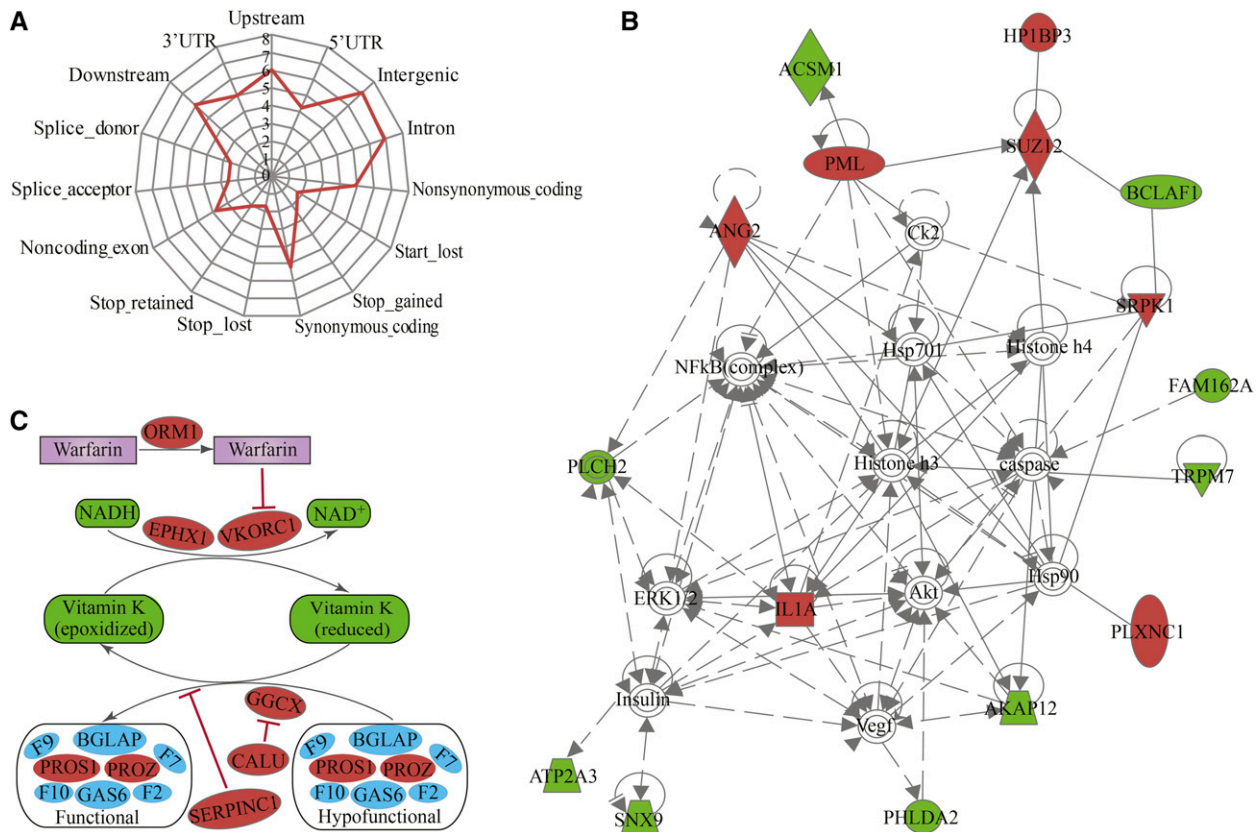 A
Upstream
5'UTR
Intergenic
Intron
Nonsynonymous_coding
Start_lost
Stop_gained
Synonymous_coding
Stop_lost
Stop_retained
Noncoding_exon
Splice_acceptor
Splice_donor
Downstream
3'UTR
8
7
6
5
4
3
2
1
0
B
HP1BP3
ACSM1
PML
SUZ12
BCLAF1
ANG2
Ck2
SRPK1
NFkB(complex)
Hsp701
Histone h4
FAM162A
PLCH2
Histone h3
caspase
TRPM7
ERK1/2
IL1A
Akt
Hsp90
PLXNC1
Insulin
Vegf
AKAP12
ATP2A3
SNX9
PHLDA2
C
Warfarin
ORM1
Warfarin
NADH
EPHX1
VKORC1
NAD+
Vitamin K
(epoxidized)
Vitamin K
(reduced)
GGCX
CALU
SERPINC1
F9
BGLAP
F7
PROS1
PROZ
F10
GAS6
F2
Functional
F9
BGLAP
F7
PROS1
PROZ
F10
GAS6
F2
Hypofunctional